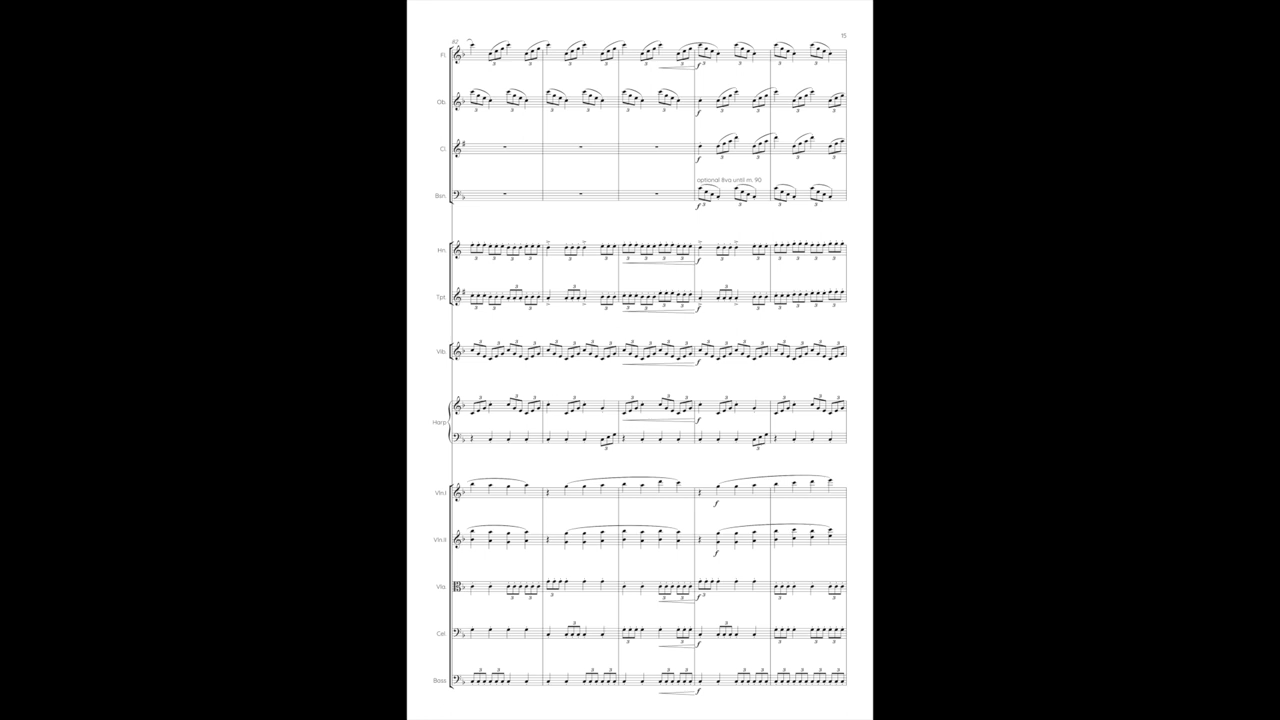 15
82
Fl.
Ob.
Cl.
optional 8va until m. 90
Bsn.
Hn.
Tpt.
Vib.
Harp
Vln.I
Vln.II
Vla.
Cel.
Bass